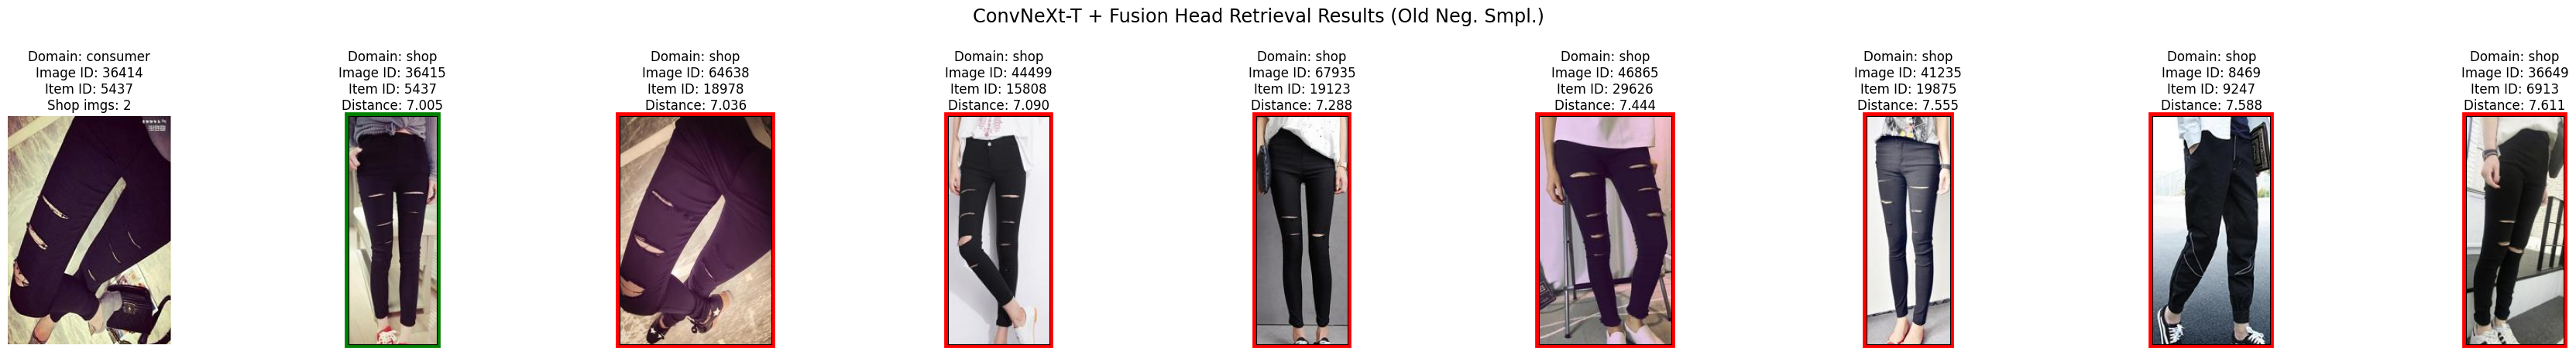 ConvNeXt-T + Fusion Head Retrieval Results (Old Neg. Smpl.)
Domain: consumer
Image ID: 36414
Item ID: 5437
Shop imgs: 2
Domain: shop
Image ID: 36415
Item ID: 5437
Distance: 7.005
Domain: shop
Image ID: 64638
Item ID: 18978
Distance: 7.036
Domain: shop
Image ID: 44499
Item ID: 15808
Distance: 7.090
Domain: shop
Image ID: 67935
Item ID: 19123
Distance: 7.288
Domain: shop
Image ID: 46865
Item ID: 29626
Distance: 7.444
Domain: shop
Image ID: 41235
Item ID: 19875
Distance: 7.555
Domain: shop
Image ID: 8469
Item ID: 9247
Distance: 7.588
Domain: shop
Image ID: 36649
Item ID: 6913
Distance: 7.611